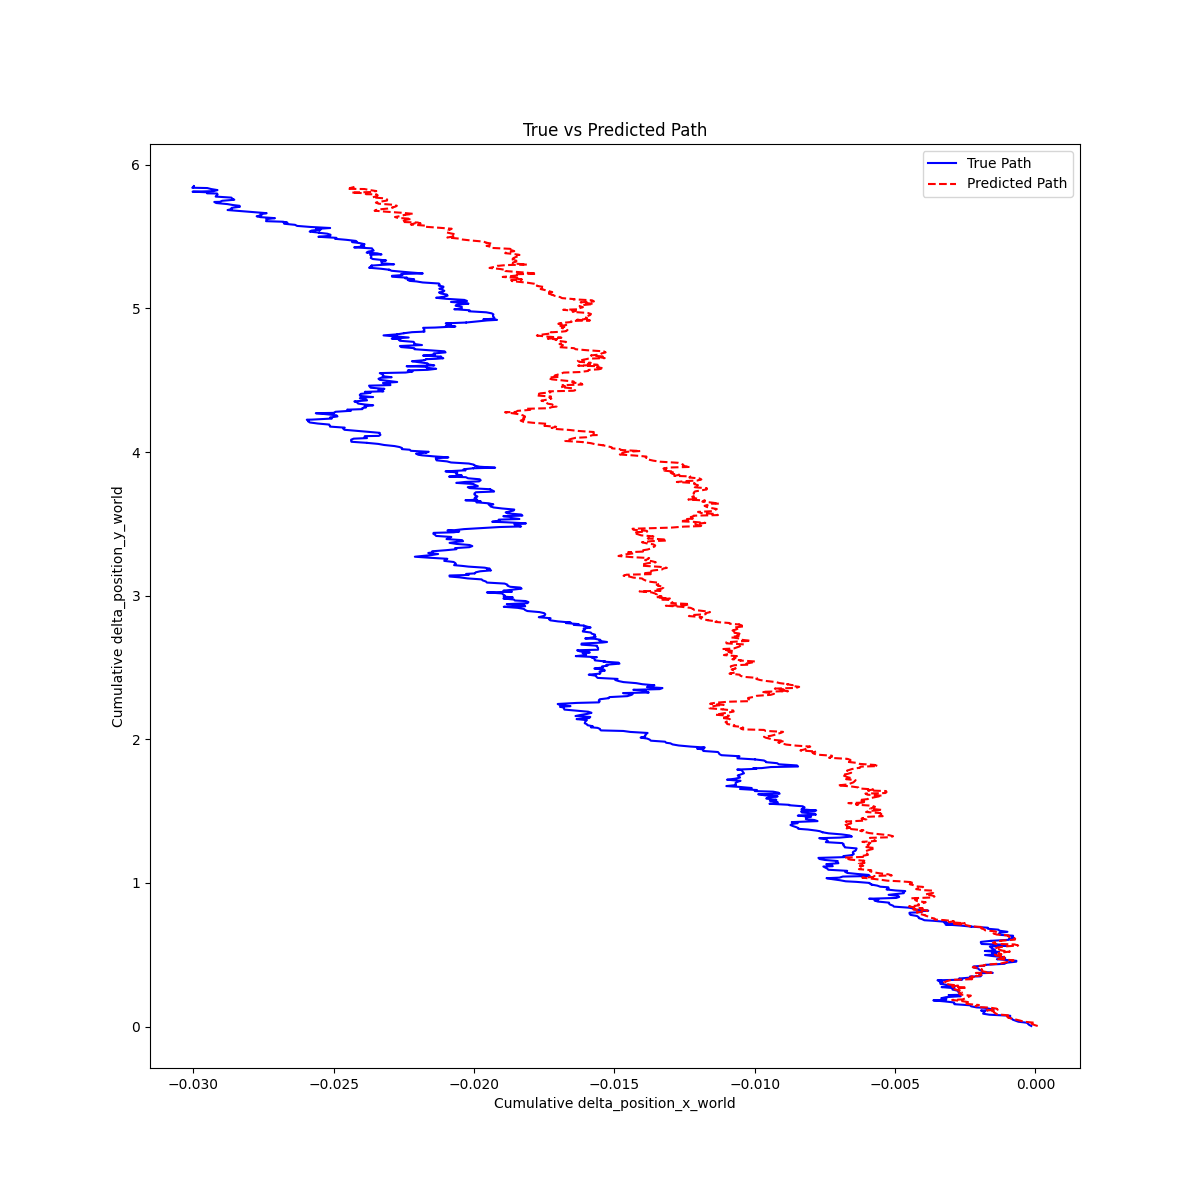 True vs Predicted Path
True Path
Predicted Path
6
5
4
3
2
1
0
Cumulative delta_position_y_world
−0.030 −0.025 −0.020 −0.015 −0.010 −0.005 0.000
Cumulative delta_position_x_world